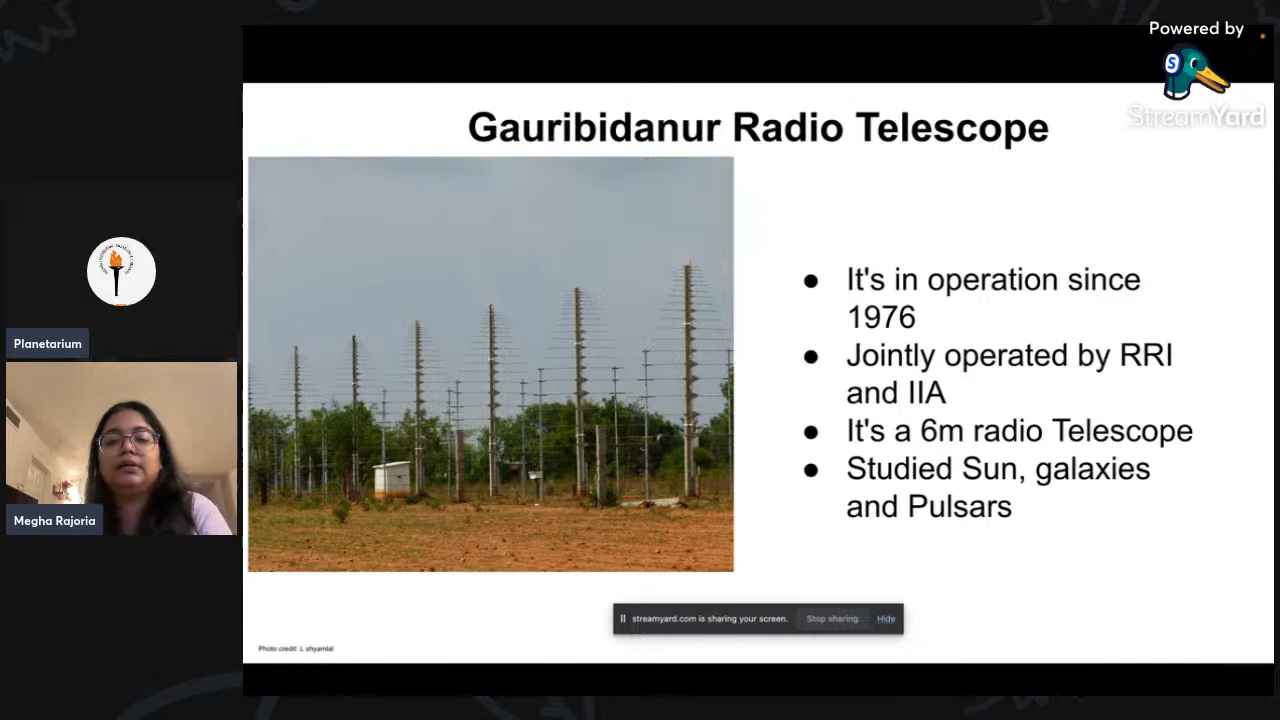 Powered by
StreamYard
Gauribidanur Radio Telescope
It's in operation since
1976
Jointly operated by RRI
and IIA
It's a 6m radio Telescope
Studied Sun, galaxies
and Pulsars
Planetarium
Megha Rajoria
streamyard.com is sharing your screen. Stop sharing Hide
Photo credit: L shyamlal